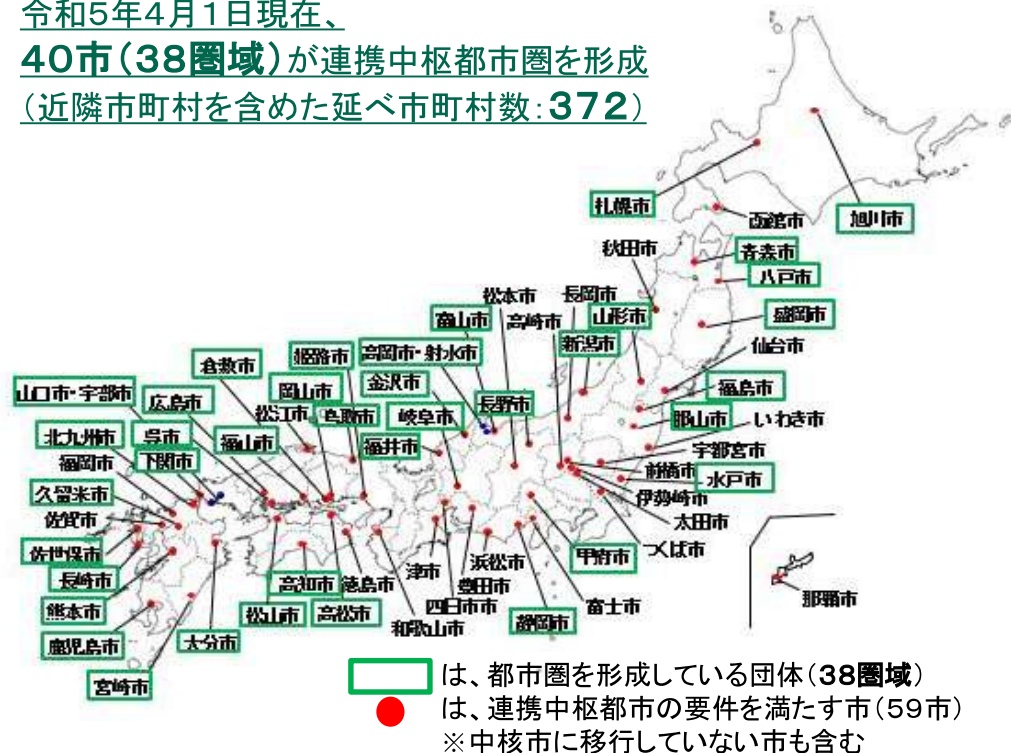 令和5年4月1日現在、
40市(38圏域)が連携中枢都市圏を形成
(近隣市町村を含めた延べ市町村数:372)
札幌市
函館市
旭川市
秋田市
青森市
八戸市
松本市
長岡市
富山市
高崎市
山形市
盛岡市
新潟市
仙台市
倉敷市
姫路市
高岡市・射水市
山口市・宇部市
広島市
岡山市
金沢市
福島市
松江市
鳥取市
岐阜市
長野市
郡山市
いわき市
北九州市
呉市
福山市
福井市
宇都宮市
福岡市
下関市
前橋市
水戸市
久留米市
伊勢崎市
佐賀市
太田市
佐世保市
つくば市
長崎市
高知市
徳島市
津市
浜松市
甲府市
豊田市
熊本市
松山市
高松市
四日市市
富士市
那覇市
和歌山市
静岡市
鹿児島市
大分市
宮崎市
は、都市圏を形成している団体(38圏域)
は、連携中枢都市の要件を満たす市(59市)
※中核市に移行していない市も含む